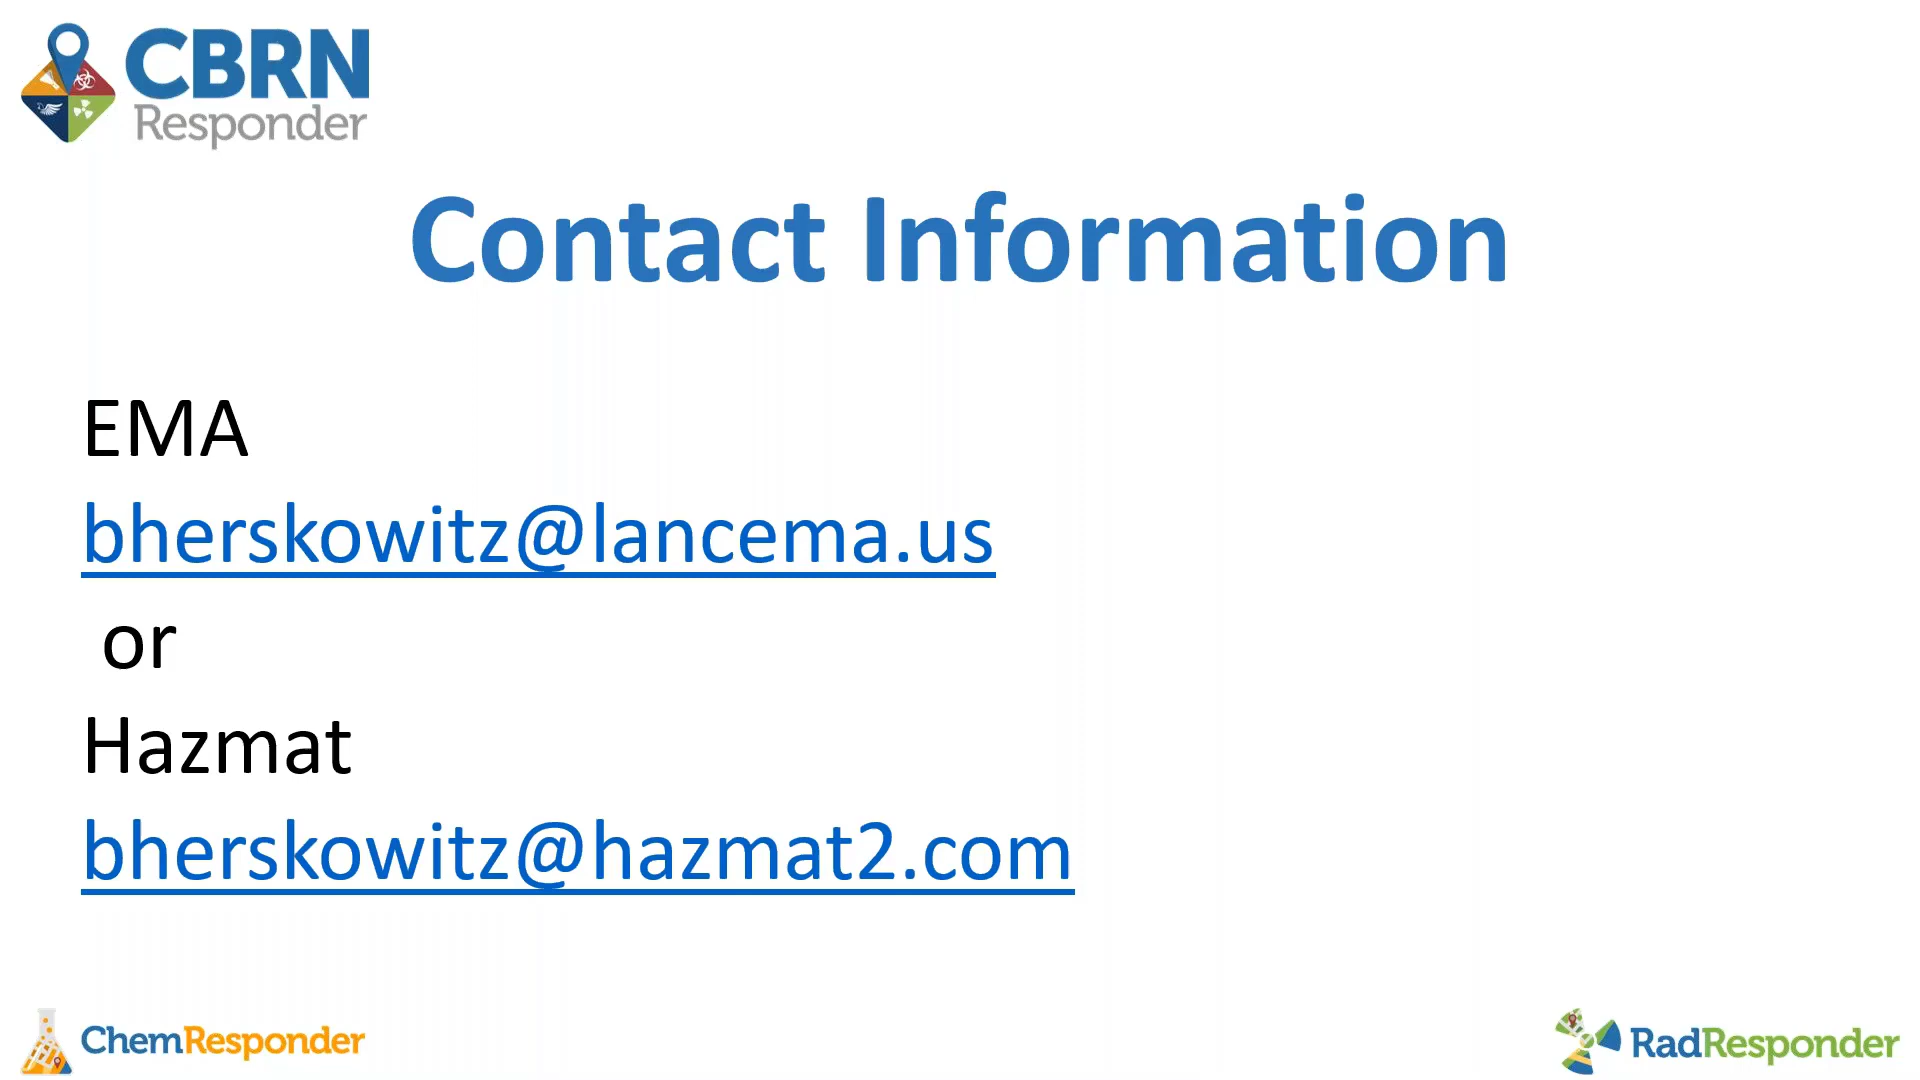 CBRN
Responder
Contact Information
EMA
bherskowitz@lancema.us
or
Hazmat
bherskowitz@hazmat2.com
ChemResponder
RadResponder